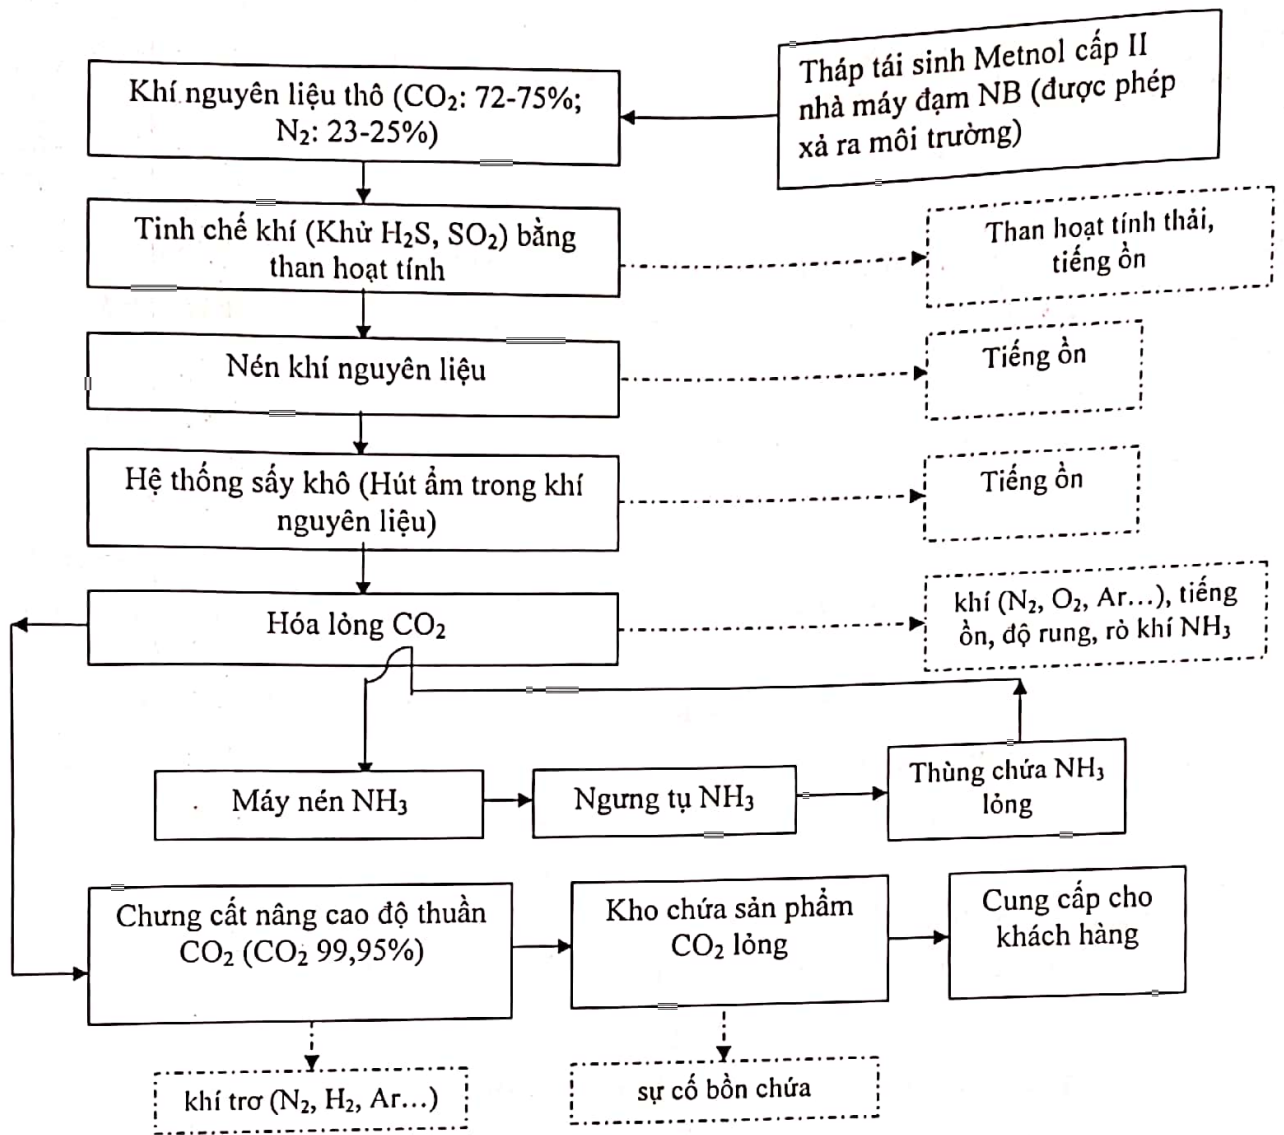 Tháp tái sinh Metnol cấp II
nhà máy đạm NB (được phép
xả ra môi trường)
Khí nguyên liệu thô (CO₂: 72-75%;
N₂: 23-25%)
Tinh chế khí (Khử H₂S, SO₂) bằng
than hoạt tính
Than hoạt tính thải,
tiếng ồn
Nén khí nguyên liệu
Tiếng ồn
Hệ thống sấy khô (Hút ẩm trong khí
nguyên liệu)
Tiếng ồn
Hóa lỏng CO₂
khí (N₂, O₂, Ar...), tiếng
ồn, độ rung, rò khí NH₃
Máy nén NH₃
Ngưng tụ NH₃
Thùng chứa NH₃
lỏng
Chưng cất nâng cao độ thuần
CO₂ (CO₂ 99,95%)
Kho chứa sản phẩm
CO₂ lỏng
Cung cấp cho
khách hàng
khí trơ (N₂, H₂, Ar...)
sự cố bồn chứa